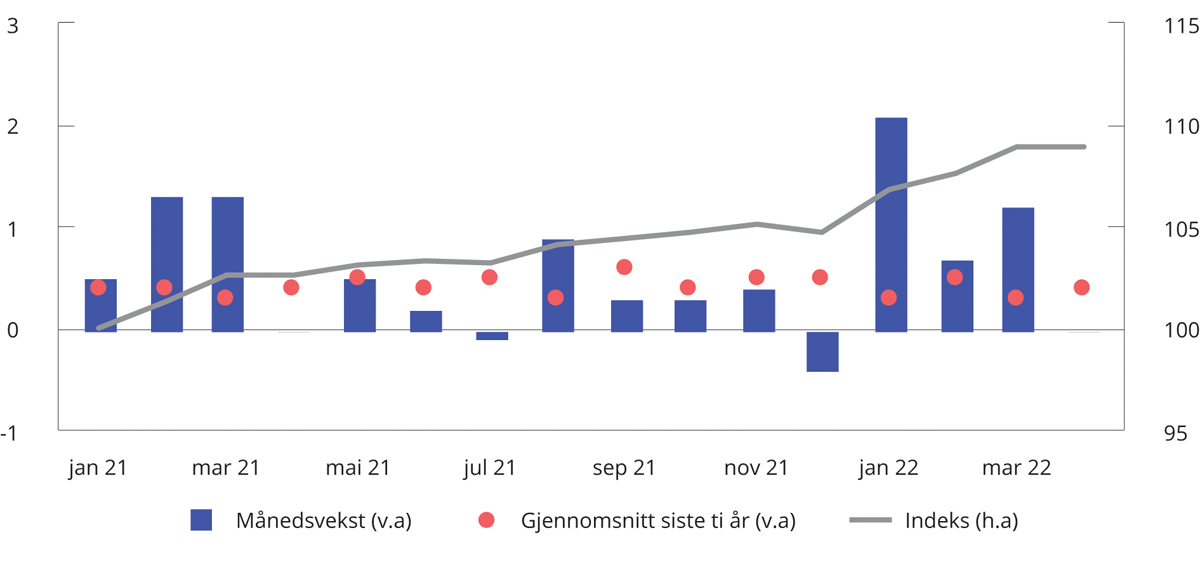 3 115
2 110
1 105
0 100
-1 95
jan 21 mar 21 mai 21 jul 21 sep 21 nov 21 jan 22 mar 22
Månedsvekst (v.a) Gjennomsnitt siste ti år (v.a) Indeks (h.a)